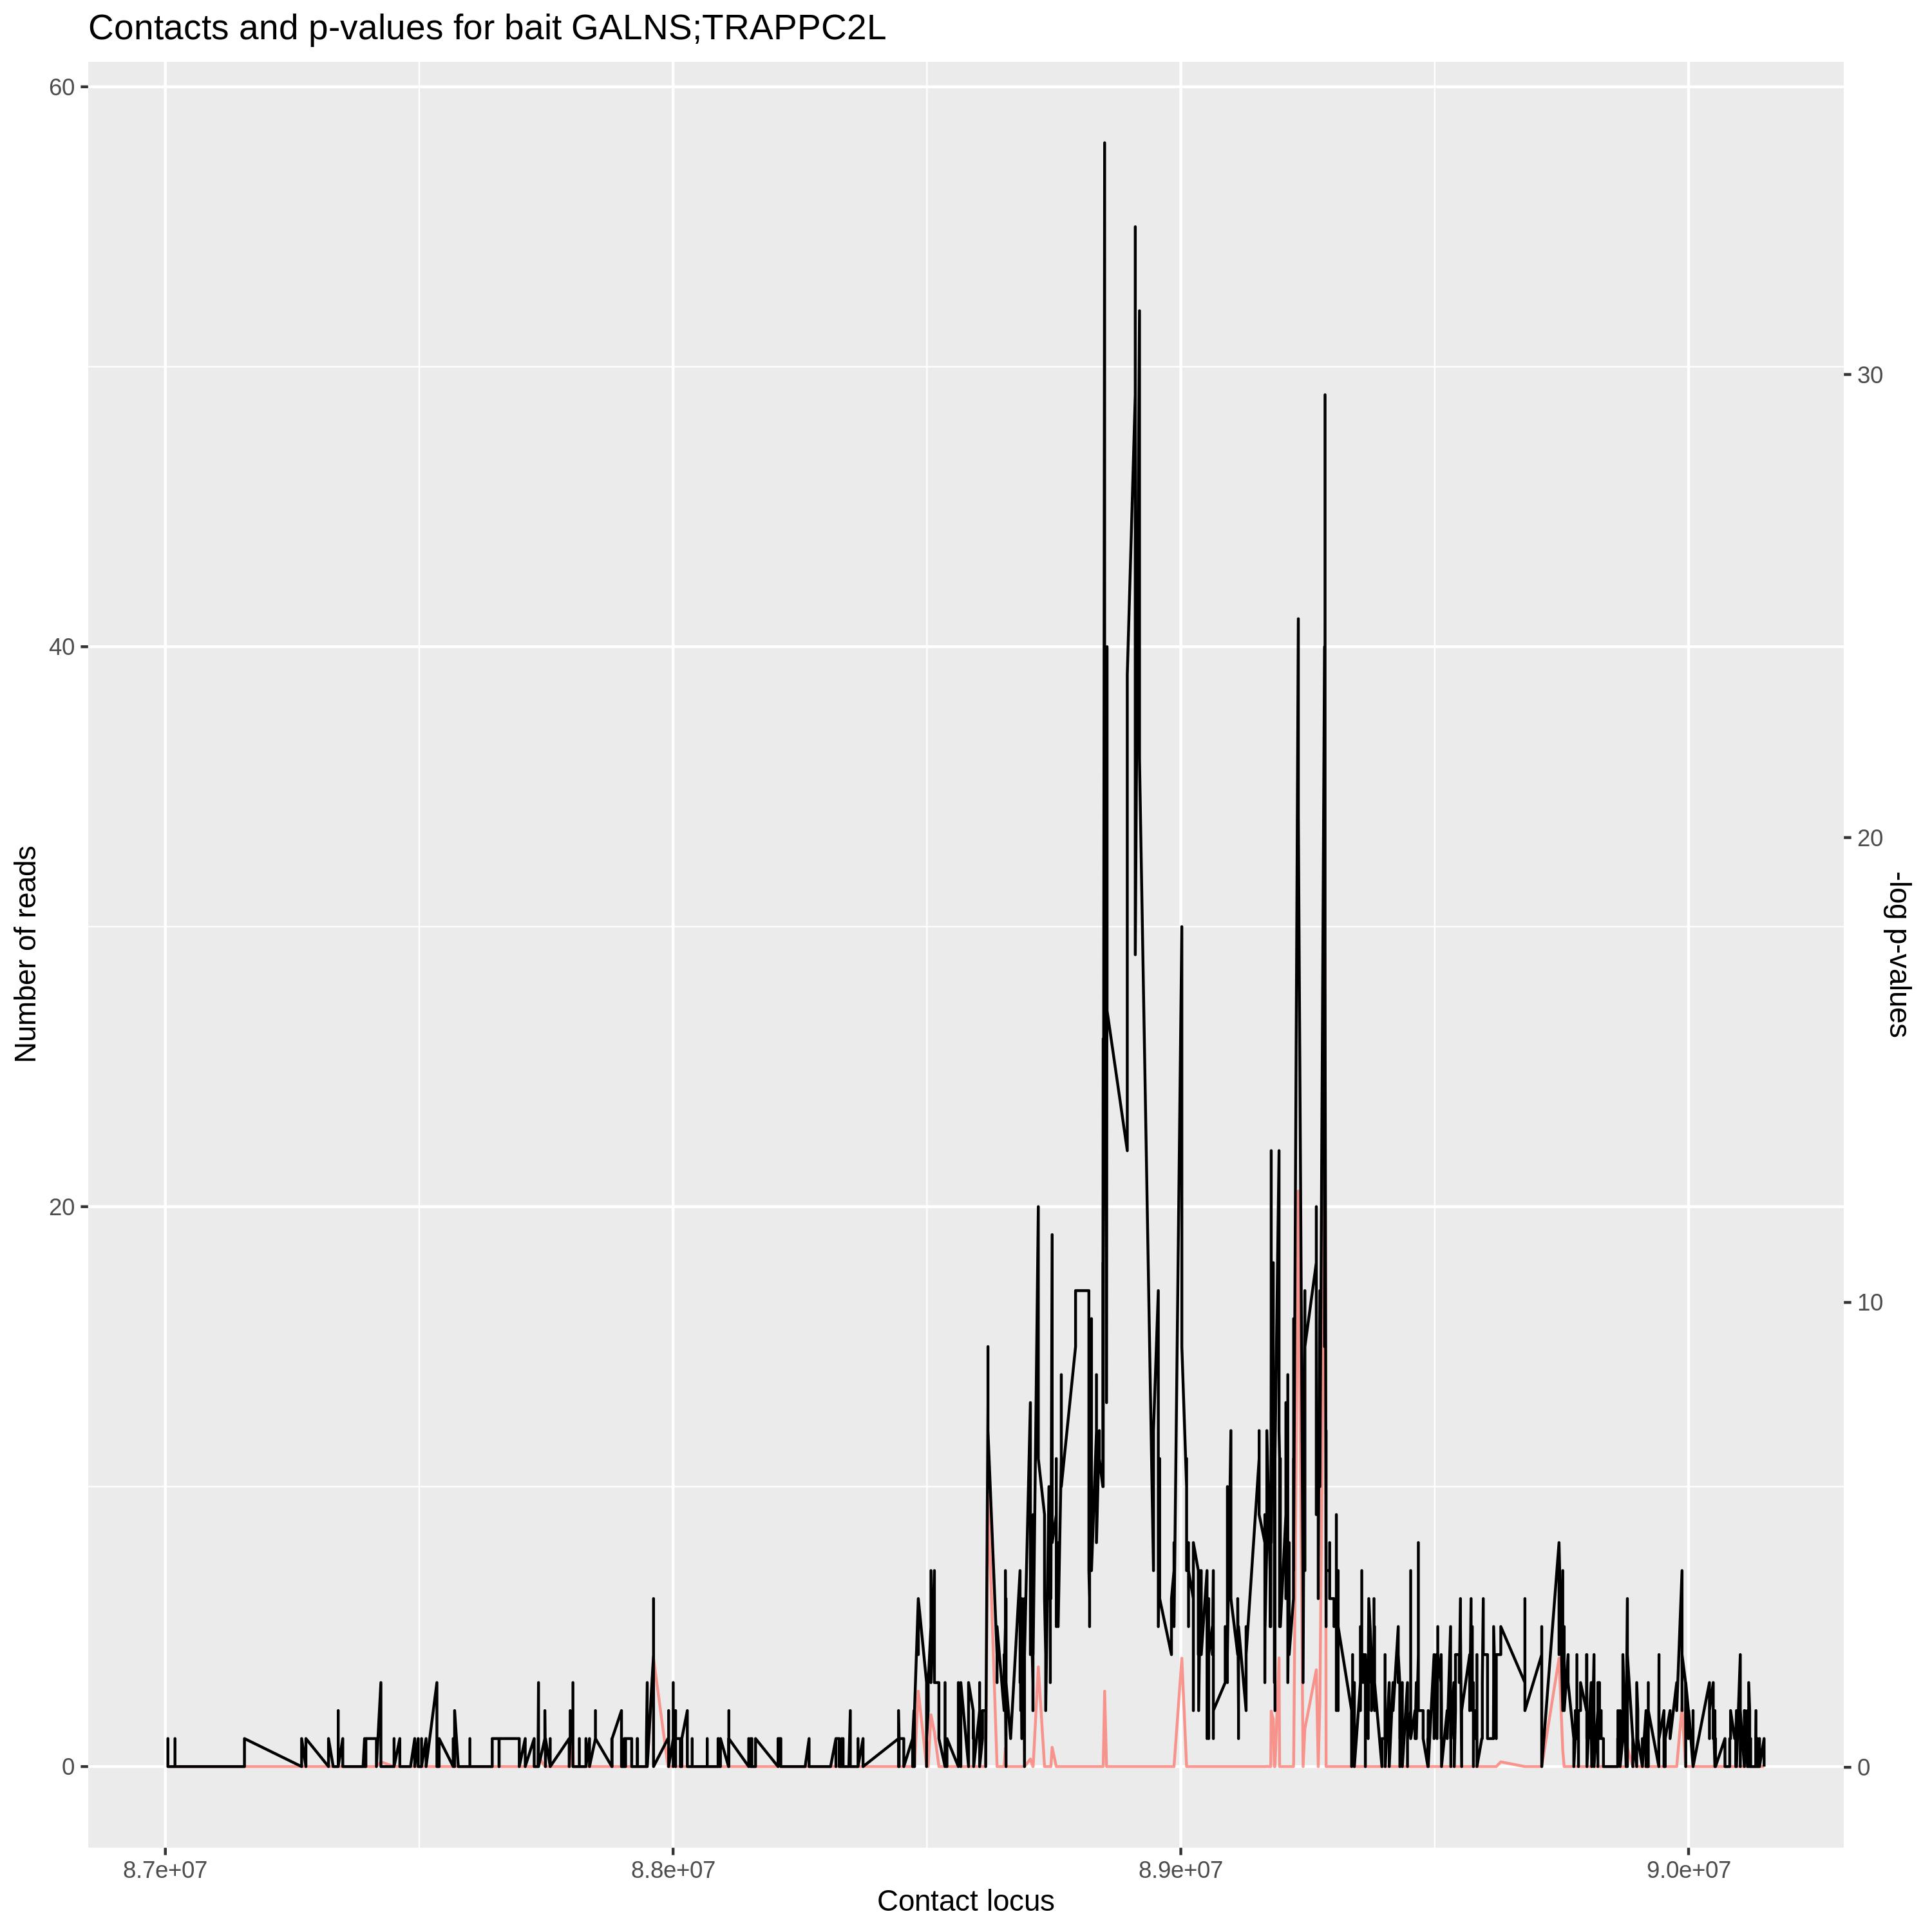 Contacts and p-values for bait GALNS;TRAPPC2L
60
40
20
0
Number of reads
30
20
10
0
-log p-values
8.7e+07
8.8e+07
8.9e+07
9.0e+07
Contact locus